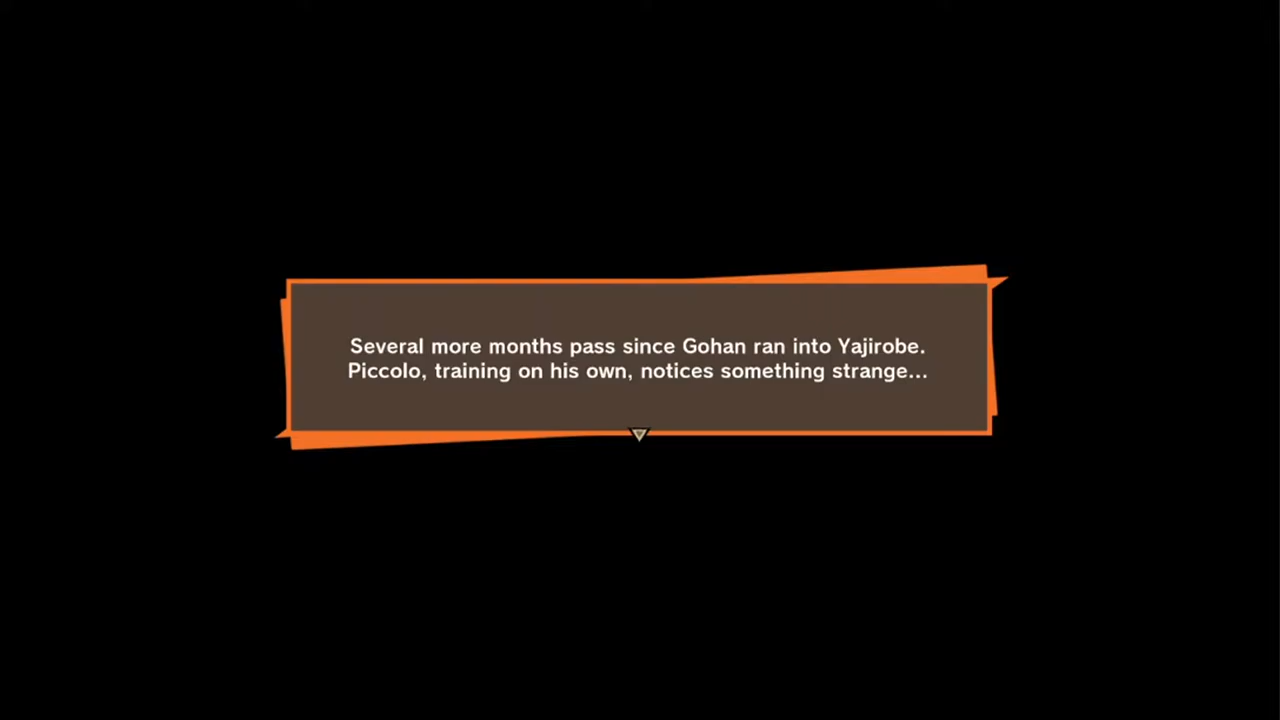 Several more months pass since Gohan ran into Yajirobe.
Piccolo, training on his own, notices something strange...